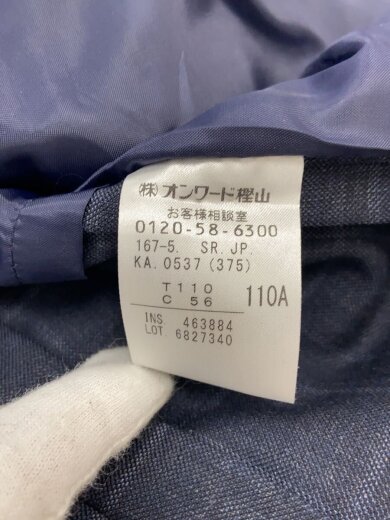 ㈱ オンワード樫山
お客様相談室
0120-58-6300
167-5. SR. JP.
KA. 0537 (375)
T 110
C 56
110A
INS 463884
LOT 6827340